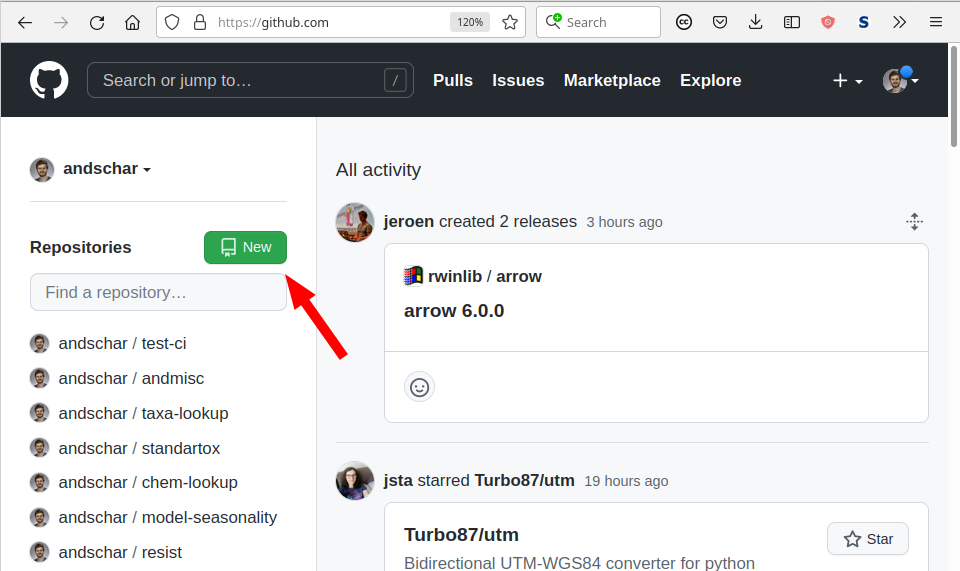 https://github.com
120%
Search
cc
S
Search or jump to…
/
Pulls
Issues
Marketplace
Explore
andschar
All activity
jeroen created 2 releases 3 hours ago
Repositories
New
rwinlib / arrow
Find a repository…
arrow 6.0.0
andschar / test-ci
andschar / andmisc
andschar / taxa-lookup
andschar / standartox
andschar / chem-lookup
jsta starred Turbo87/utm 19 hours ago
andschar / model-seasonality
Turbo87/utm
Star
andschar / resist
Bidirectional UTM-WGS84 converter for python